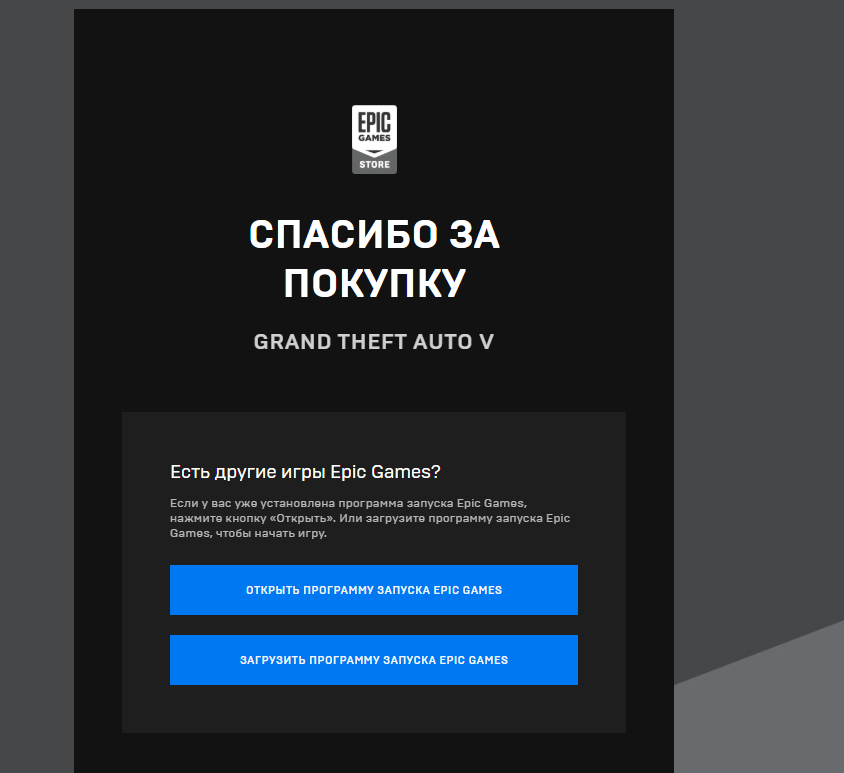 EPIC
GAMES
STORE
СПАСИБО ЗА
ПОКУПКУ
GRAND THEFT AUTO V
Есть другие игры Epic Games?
Если у вас уже установлена программа запуска Epic Games,
нажмите кнопку «Открыть». Или загрузите программу запуска Epic
Games, чтобы начать игру.
ОТКРЫТЬ ПРОГРАММУ ЗАПУСКА EPIC GAMES
ЗАГРУЗИТЬ ПРОГРАММУ ЗАПУСКА EPIC GAMES